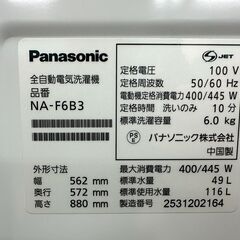 Panasonic
全自動電気洗濯機
品番
NA-F6B3
JET
定格電圧 100 V
定格周波数 50/60 Hz
電動機定格消費電力 400/445 W
定格時間 洗いのみ 10 分
標準洗濯容量 6.0 kg
PSE
パナソニック株式会社
中国製
外形寸法
幅 562 mm
奥行 572 mm
高さ 880 mm
最大消費電力 400/445 W
標準水量 49 L
標準使用水量 116 L
製造番号 2531202164